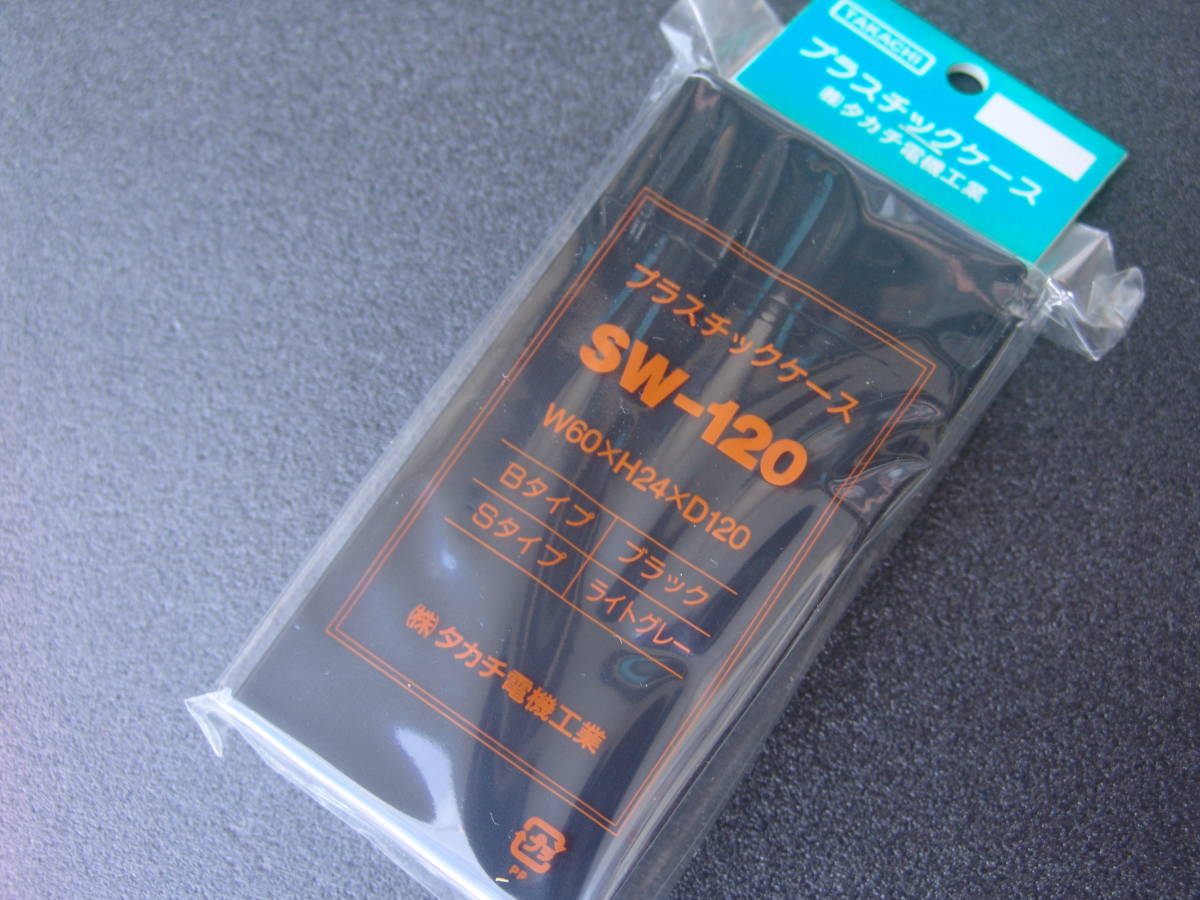 TAKACHI
プラスチックケース
㈱タカチ電機工業
プラスチックケース
SW-120
W60×H24×D120
Bタイプ ブラック
Sタイプ ライトグレー
㈱タカチ電機工業
プラ
PP